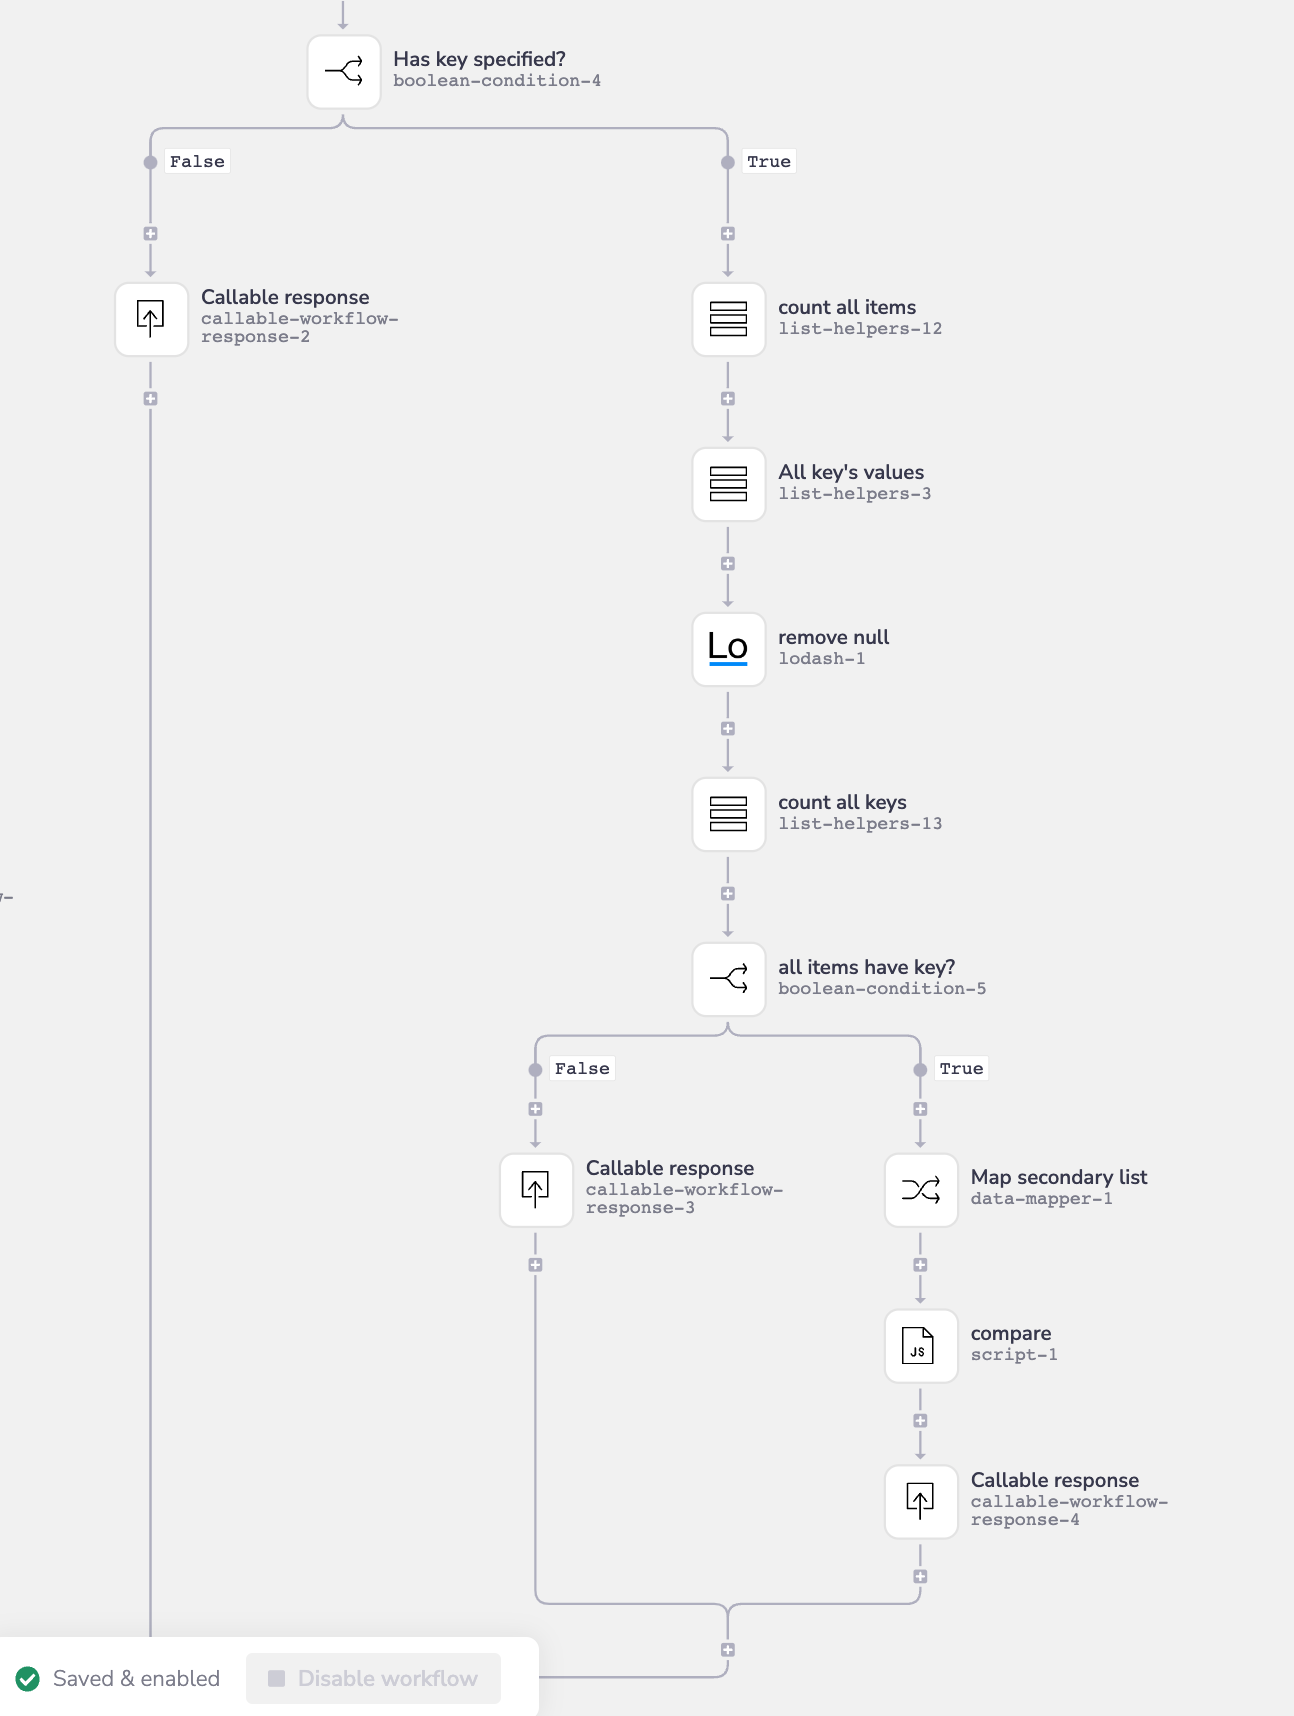 Has key specified?
boolean-condition-4
False
True
Callable response
callable-workflow-
response-2
count all items
list-helpers-12
All key's values
list-helpers-3
Lo
remove null
lodash-1
count all keys
list-helpers-13
all items have key?
boolean-condition-5
False
True
Callable response
callable-workflow-
response-3
Map secondary list
data-mapper-1
JS
compare
script-1
Callable response
callable-workflow-
response-4
Saved & enabled
Disable workflow